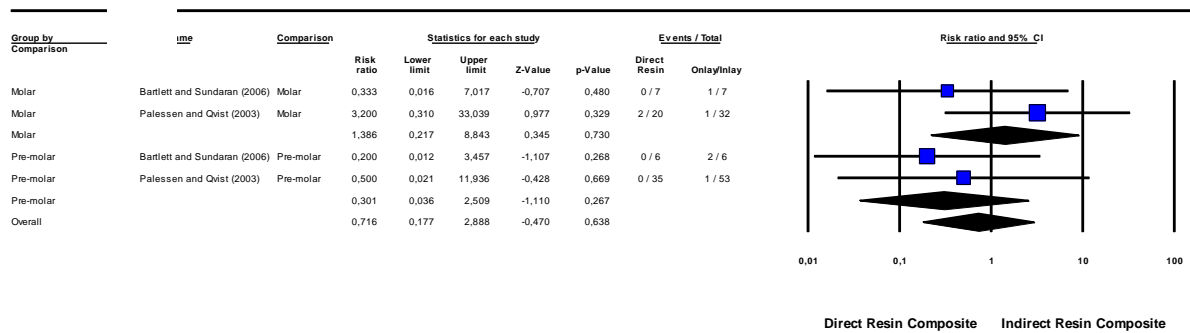 Group by ame Comparison Statistics for each study Events / Total Risk ratio and 95% CI
Comparison
Risk ratio Lower limit Upper limit Z-Value p-Value Direct Resin Onlay/Inlay
Molar Bartlett and Sundaran (2006) Molar 0,333 0,016 7,017 -0,707 0,480 0 / 7 1 / 7
Molar Palessen and Qvist (2003) Molar 3,200 0,310 33,039 0,977 0,329 2 / 20 1 / 32
Molar 1,386 0,217 8,843 0,345 0,730
Pre-molar Bartlett and Sundaran (2006) Pre-molar 0,200 0,012 3,457 -1,107 0,268 0 / 6 2 / 6
Pre-molar Palessen and Qvist (2003) Pre-molar 0,500 0,021 11,936 -0,428 0,669 0 / 35 1 / 53
Pre-molar 0,301 0,036 2,509 -1,110 0,267
Overall 0,716 0,177 2,888 -0,470 0,638
0,01 0,1 1 10 100
Direct Resin Composite Indirect Resin Composite